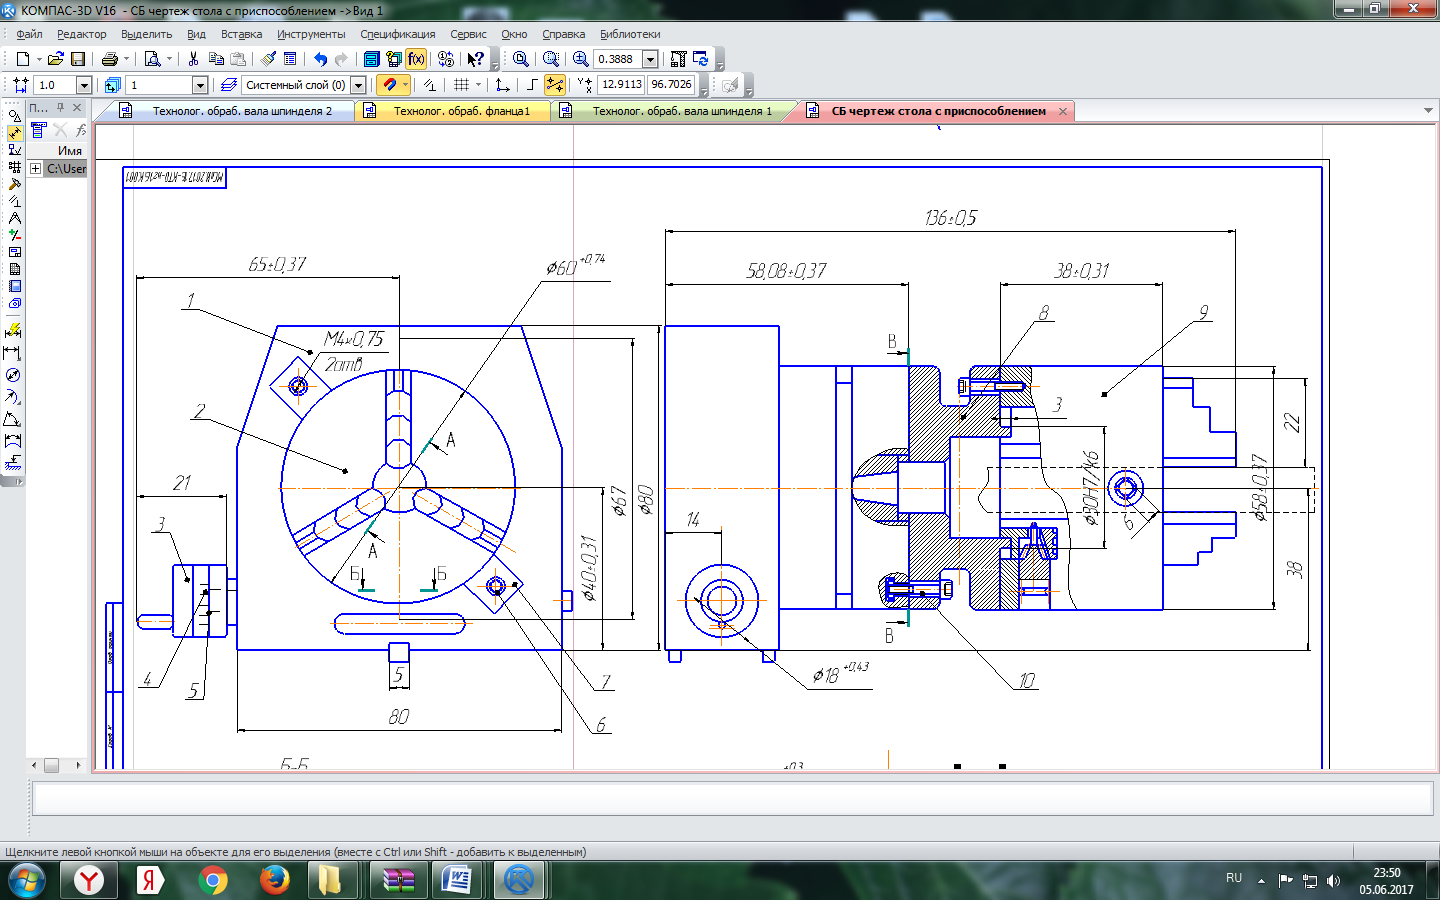 КОМПАС-3D V16 - СБ чертеж стола с приспособлением ->Вид 1
Файл Редактор Выделить Вид Вставка Инструменты Спецификация Сервис Окно Справка Библиотеки
0.3888
1.0 1 Системный слой (0) 12.9113 96.7026
П... Технолог. обраб. вала шпинделя 2 Технолог. обраб. фланца1 Технолог. обраб. вала шпинделя 1 СБ чертеж стола с приспособлением
Имя
C:\User
136±0,5
65±0,37 ⌀60 +0,74 58,08±0,37 38±0,31
1 8 9
М4×0,75
2отв
В
2 А 3 22
21 ⌀67 ⌀80 ⌀30H7/k6 ⌀58±0,37
3 А 14 6
Б Б ⌀40±0,31 38
В
4 5 5 7 ⌀18 +0,43 10
80 6
Б-Б +0,3
Щелкните левой кнопкой мыши на объекте для его выделения (вместе с Ctrl или Shift - добавить к выделенным)
RU 23:50
05.06.2017